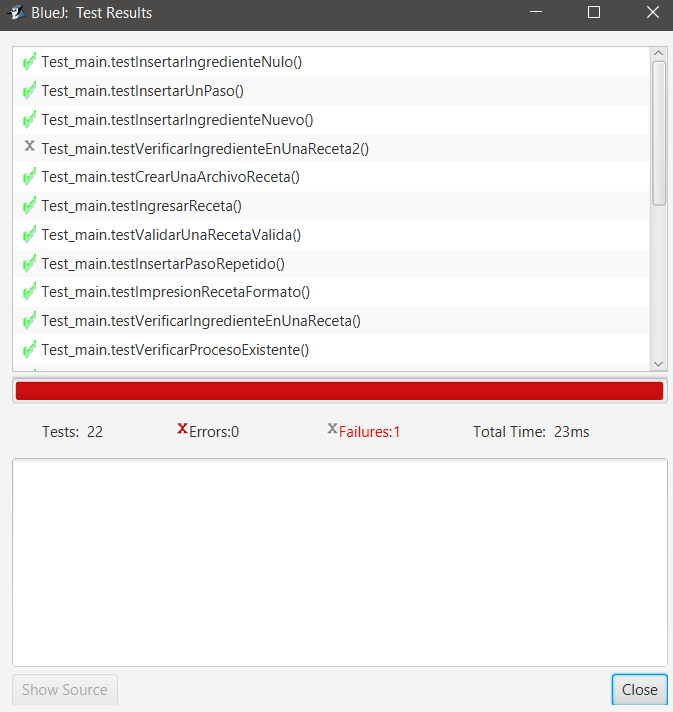 BlueJ: Test Results
Test_main.testInsertarIngredienteNulo()
Test_main.testInsertarUnPaso()
Test_main.testInsertarIngredienteNuevo()
Test_main.testVerificarIngredienteEnUnaReceta2()
Test_main.testCrearUnaArchivoReceta()
Test_main.testIngresarReceta()
Test_main.testValidarUnaRecetaValida()
Test_main.testInsertarPasoRepetido()
Test_main.testImpresionRecetaFormato()
Test_main.testVerificarIngredienteEnUnaReceta()
Test_main.testVerificarProcesoExistente()
Tests: 22 Errors:0 Failures:1 Total Time: 23ms
Show Source Close